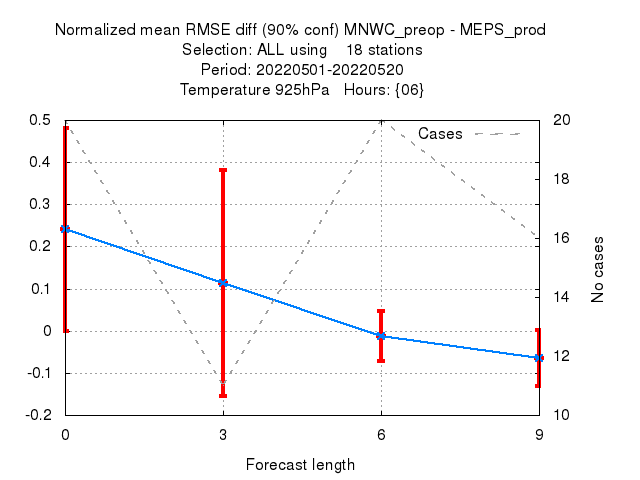 Normalized mean RMSE diff (90% conf) MNWC_preop - MEPS_prod
Selection: ALL using    18 stations
Period: 20220501-20220520
Temperature 925hPa   Hours: {06}
Cases
0.5
0.4
0.3
0.2
0.1
0
-0.1
-0.2
20
18
16
14
12
10
No cases
0 3 6 9
Forecast length